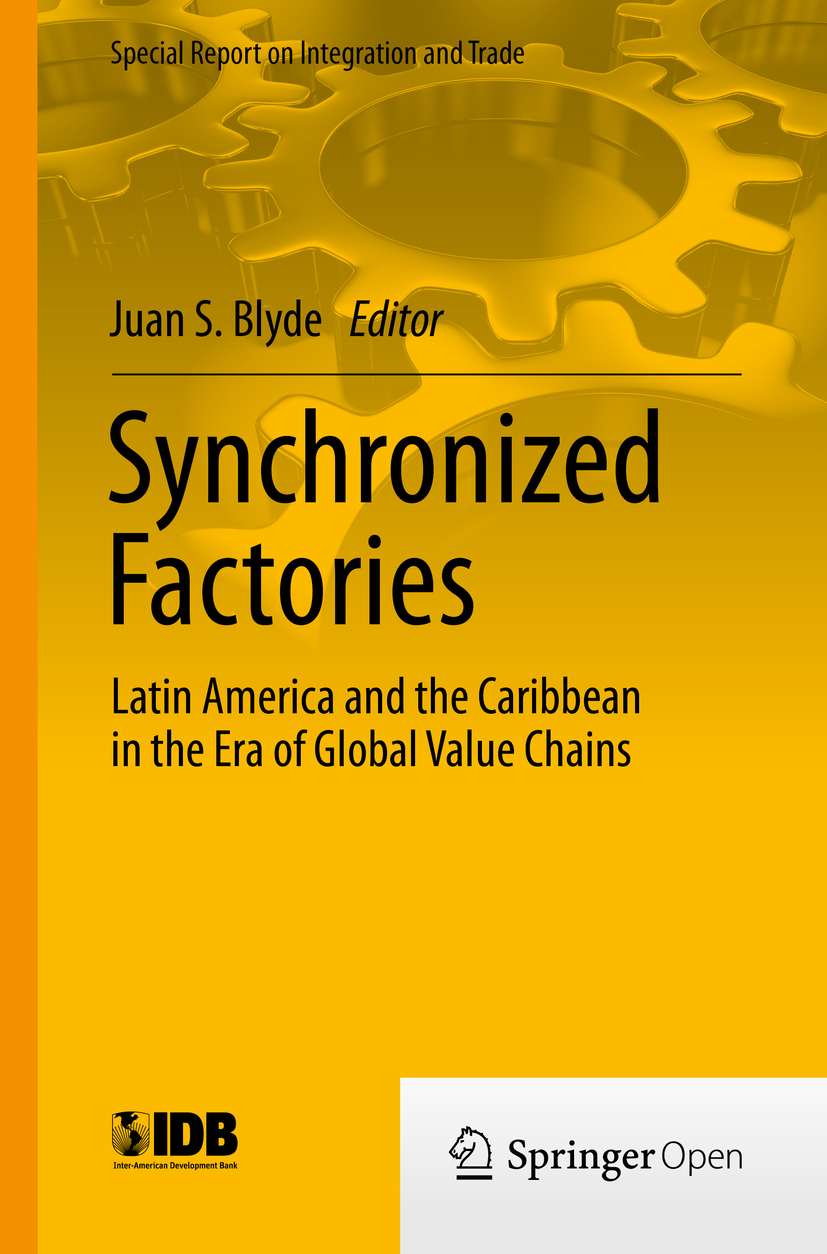 Special Report on Integration and Trade
Juan S. Blyde Editor
Synchronized
Factories
Latin America and the Caribbean
in the Era of Global Value Chains
IDB
Inter-American Development Bank
Springer Open